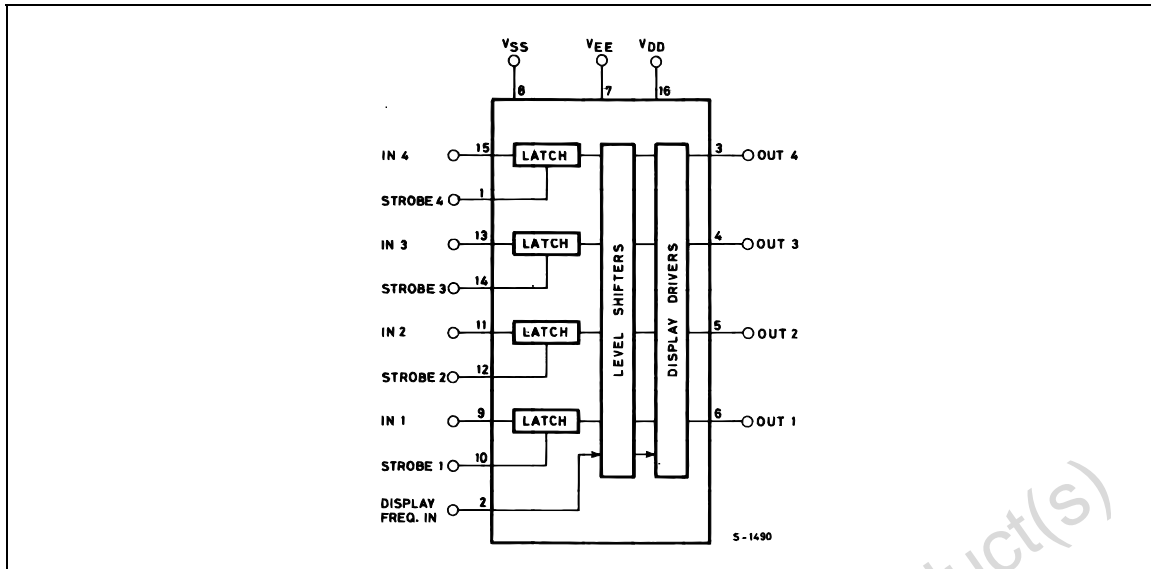 VSS VEE VDD
8 7 16
IN 4 15 LATCH 3 OUT 4
STROBE 4 1
IN 3 13 LATCH 4 OUT 3
STROBE 3 14
LEVEL SHIFTERS
DISPLAY DRIVERS
IN 2 11 LATCH 5 OUT 2
STROBE 2 12
IN 1 9 LATCH 6 OUT 1
STROBE 1 10
DISPLAY 2
FREQ. IN
S-1490
duct(s)